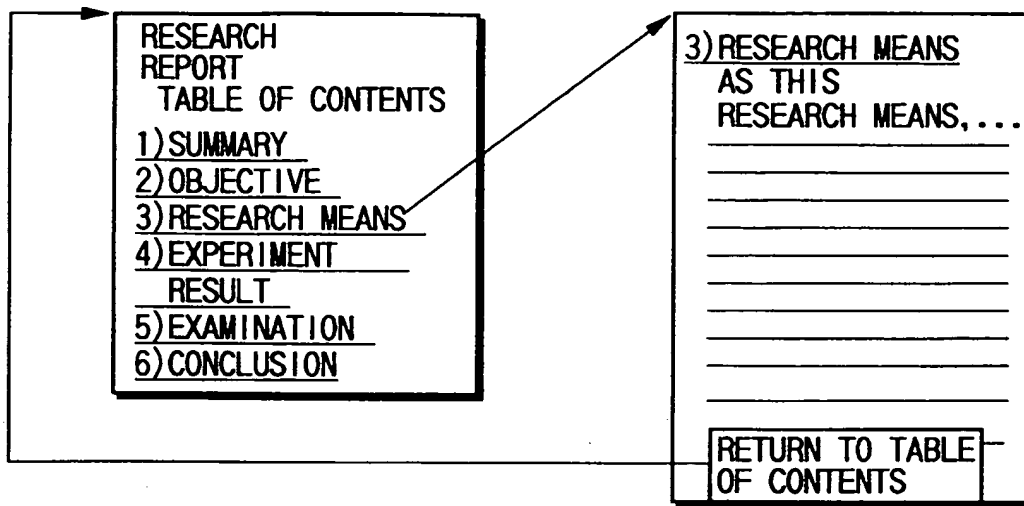 RESEARCH
REPORT
TABLE OF CONTENTS
1)SUMMARY
2)OBJECTIVE
3)RESEARCH MEANS
4)EXPERIMENT
RESULT
5)EXAMINATION
6)CONCLUSION
3)RESEARCH MEANS
AS THIS
RESEARCH MEANS,...
RETURN TO TABLE
OF CONTENTS